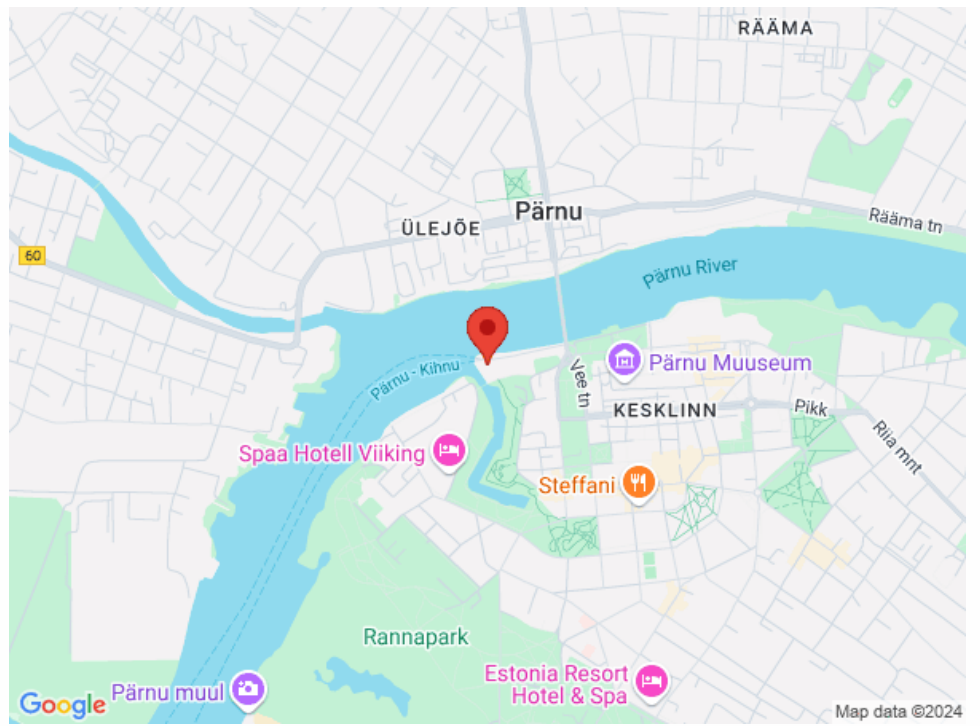 RÄÄMA
Pärnu
ÜLEJÕE
Rääma tn
60
Pärnu River
Pärnu - Kihnu
Vee tn
Pärnu Muuseum
KESKLINN
Pikk
Riia mnt
Spaa Hotell Viiking
Steffani
Rannapark
Estonia Resort
Hotel & Spa
Pärnu muul
Google
Map data ©2024